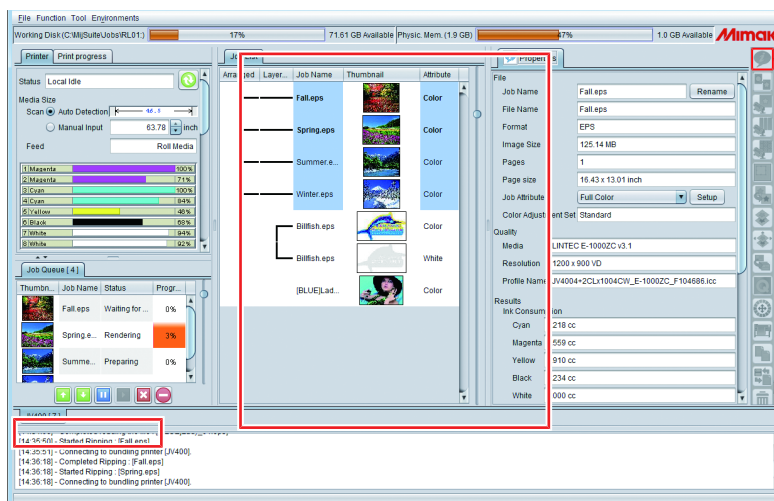 File Function Tool Environments
Working Disk(C:\MijSuite\Jobs\RL01:) 17% 71.61 GB Available Physic. Mem. (1.9 GB) 47% 1.0 GB Available Mimaki
Printer Print progress
Status Local Idle
Media Size
Scan Auto Detection 46.5
Manual Input 63.78 inch
Feed Roll Media
1 Magenta 100%
2 Magenta 71%
3 Cyan 100%
4 Cyan 84%
5 Yellow 46%
6 Black 68%
7 White 94%
8 White 92%
Job Queue [ 4 ]
Thumbn... Job Name Status Progr...
Fall.eps Waiting for ... 0%
Spring.e... Rendering 3%
Summe... Preparing 0%
Arranged Layer... Job Name Thumbnail Attribute
Fall.eps Color
Spring.eps Color
Summer.e... Color
Winter.eps Color
Billfish.eps Color
Billfish.eps White
[BLUE]Lad... Color
Properties
File
Job Name Fall.eps Rename
File Name Fall.eps
Format EPS
Image Size 125.14 MB
Pages 1
Page size 16.43 x 13.01 inch
Job Attribute Full Color Setup
Color Adjustment Set Standard
Quality
Media LINTEC E-1000ZC v3.1
Resolution 1200 x 900 VD
Profile Name JV4004+2CLx1004CW_E-1000ZC_F104686.icc
Results
Ink Consumption
Cyan 218 cc
Magenta 559 cc
Yellow 910 cc
Black 234 cc
White 000 cc
[14:35:50] - Started Ripping : [Fall.eps]
[14:35:51] - Connecting to bundling printer [JV400].
[14:36:18] - Completed Ripping : [Fall.eps]
[14:36:18] - Started Ripping : [Spring.eps]
[14:36:18] - Connecting to bundling printer [JV400].